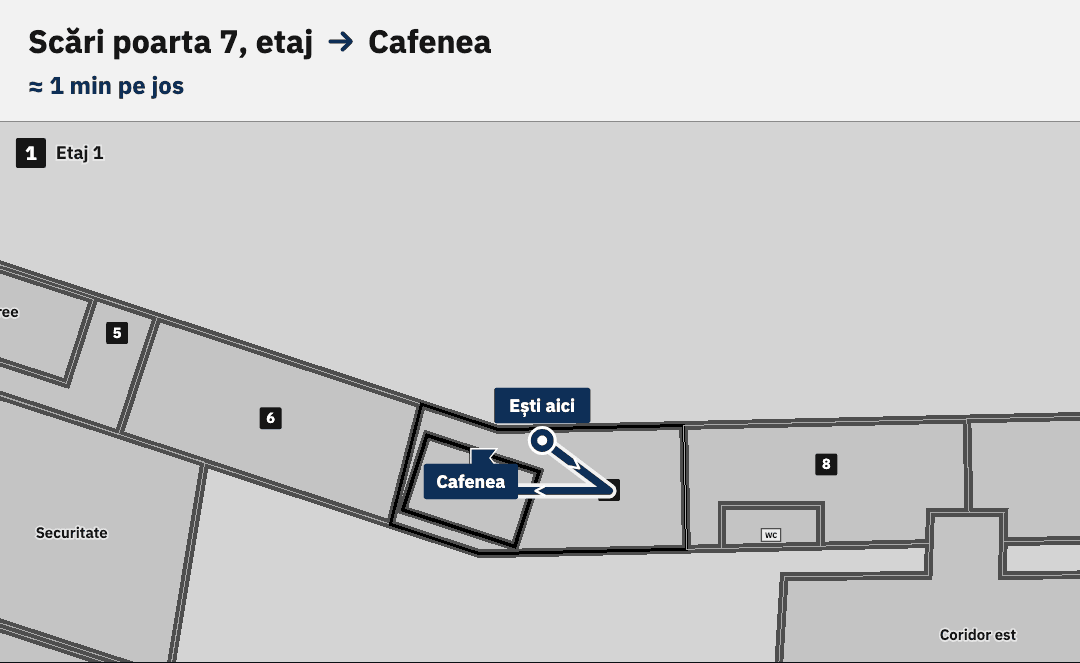 Scări poarta 7, etaj → Cafenea
≈ 1 min pe jos
1 Etaj 1
ree
5
6
Ești aici
Cafenea
8
WC
Securitate
Coridor est